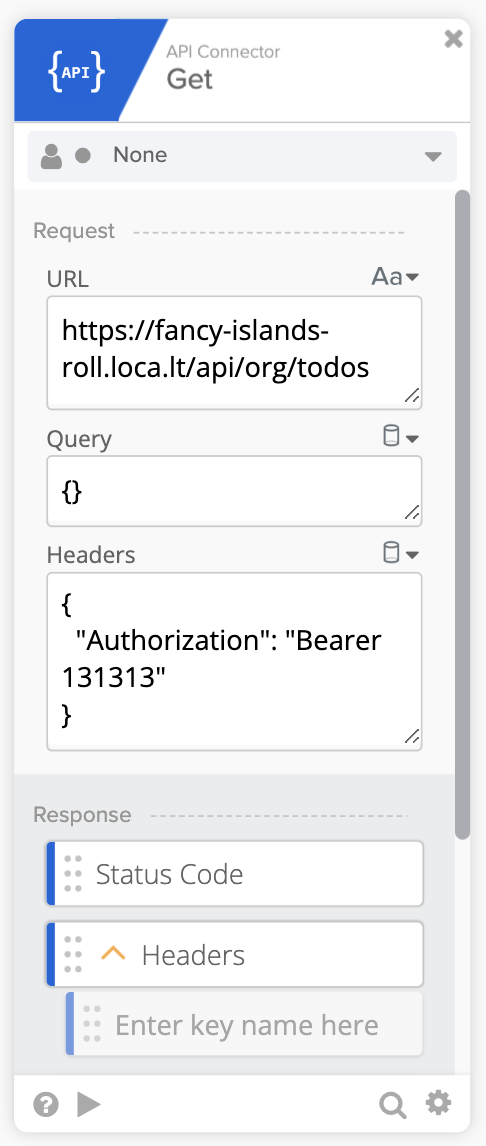 {API}
API Connector
Get
None
Request
URL
Aa
https://fancy-islands-
roll.loca.lt/api/org/todos
Query
{}
Headers
{
"Authorization": "Bearer
131313"
}
Response
Status Code
Headers
Enter key name here
?